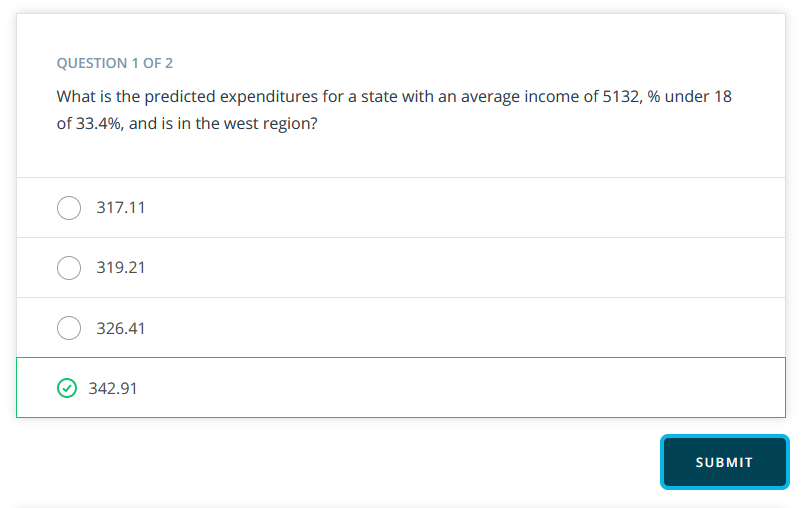 QUESTION 1 OF 2
What is the predicted expenditures for a state with an average income of 5132, % under 18
of 33.4%, and is in the west region?
317.11
319.21
326.41
342.91
SUBMIT